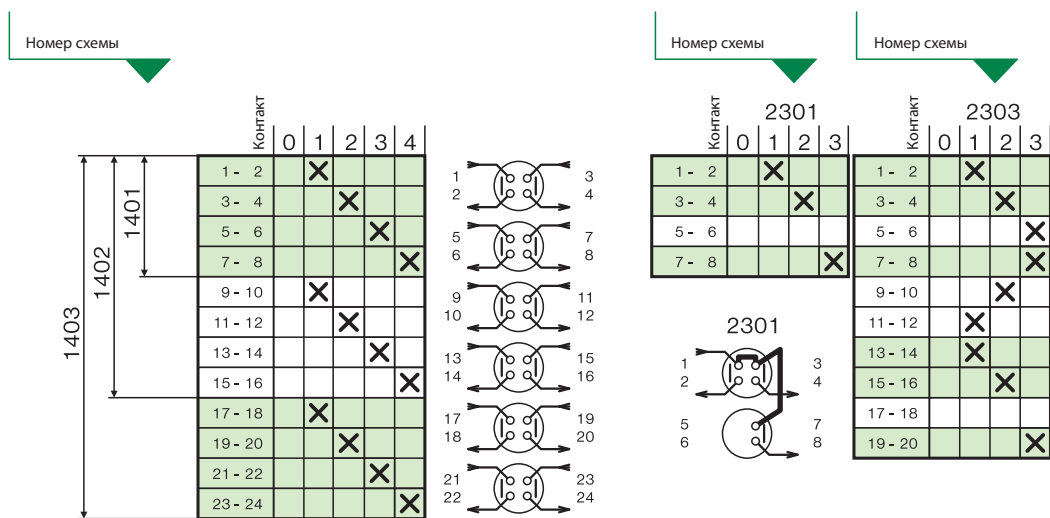 Номер схемы
Номер схемы
Номер схемы
1403
1402
1401
Контакт 0 1 2 3 4
1 - 2
3 - 4
5 - 6
7 - 8
9 - 10
11 - 12
13 - 14
15 - 16
17 - 18
19 - 20
21 - 22
23 - 24
1 3
2 4
5 7
6 8
9 11
10 12
13 15
14 16
17 19
18 20
21 23
22 24
2301
Контакт 0 1 2 3
1 - 2
3 - 4
5 - 6
7 - 8
2301
1 3
2 4
5 7
6 8
2303
Контакт 0 1 2 3
1 - 2
3 - 4
5 - 6
7 - 8
9 - 10
11 - 12
13 - 14
15 - 16
17 - 18
19 - 20